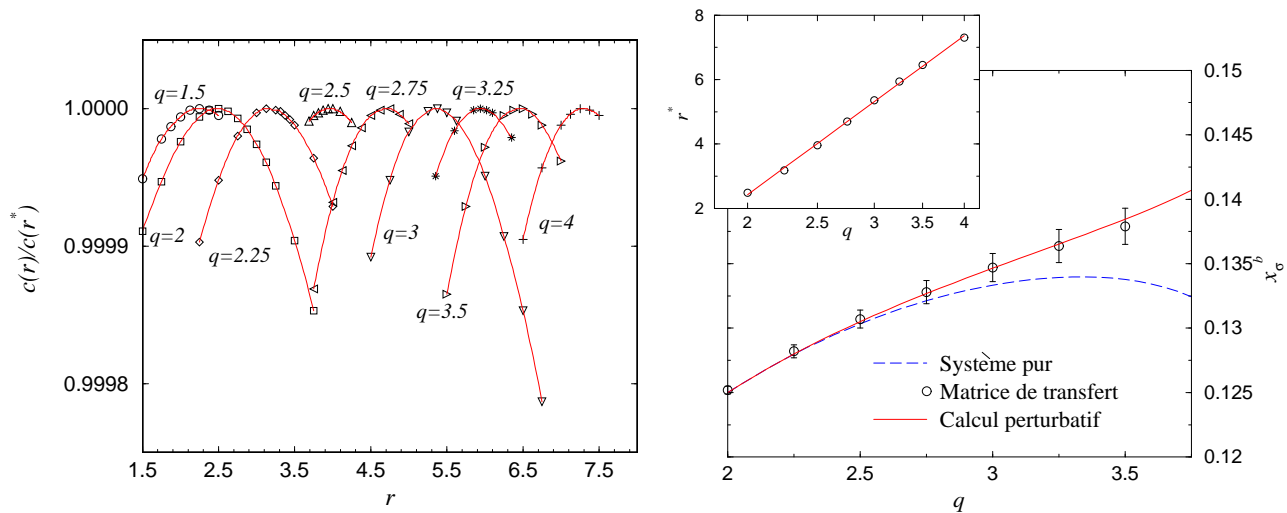 1.0000
0.9999
0.9998
c(r)/c(r*)
q=1.5
q=2
q=2.25
q=2.5
q=2.75
q=3
q=3.25
q=3.5
q=4
1.5 2.5 3.5 4.5 5.5 6.5 7.5
r
8
6
4
2
r*
2 2.5 3 3.5 4
q
0.15
0.145
0.14
0.135
0.13
0.125
0.12
xσb
Système pur
Matrice de transfert
Calcul perturbatif
2 2.5 3 3.5
q